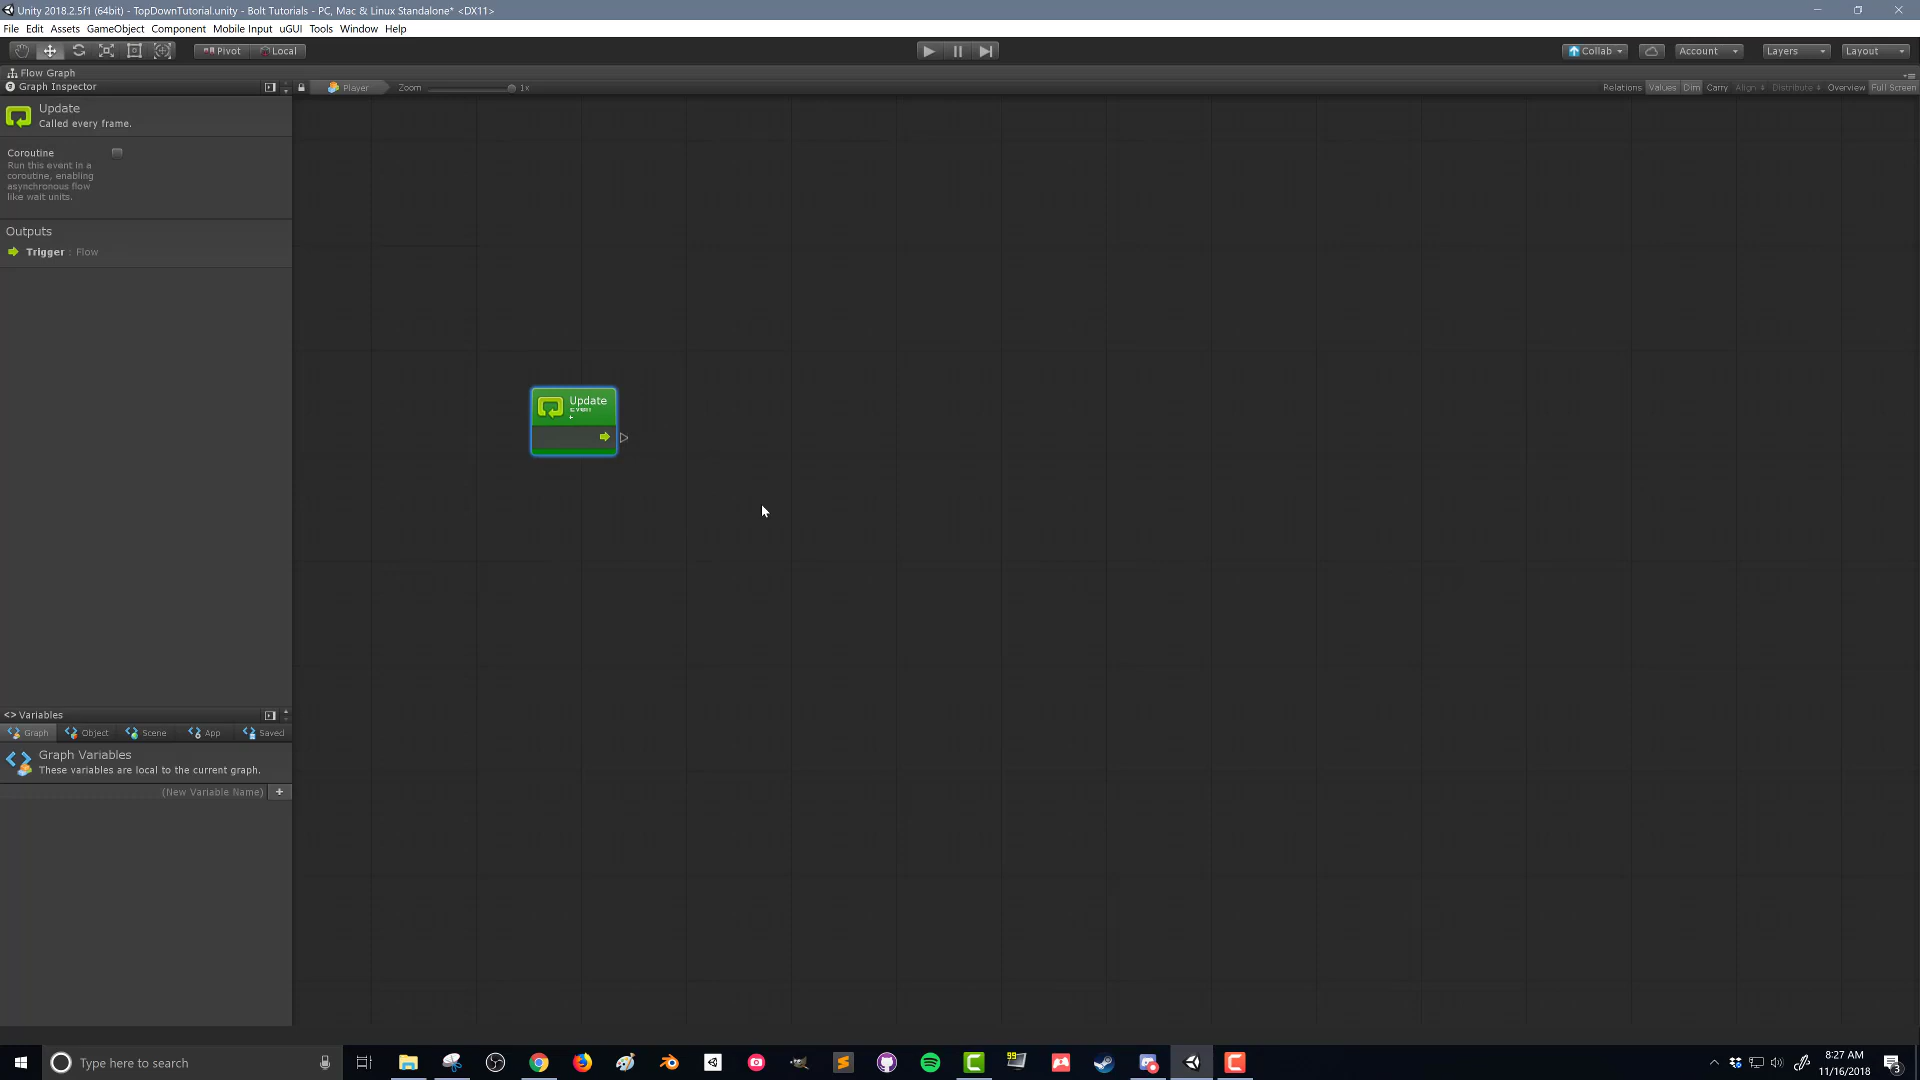 Unity 2018.2.5f1 (64bit) - TopDownTutorial.unity - Bolt Tutorials - PC, Mac & Linux Standalone* <DX11>
File Edit Assets GameObject Component Mobile Input uGUI Tools Window Help
Pivot Local Collab Account Layers Layout
Flow Graph
Graph Inspector Player Zoom 1x Relations Values Dim Carry Align Distribute Overview Full Screen
Update
Called every frame.
Coroutine
Run this event in a
coroutine, enabling
asynchronous flow
like wait units.
Outputs
Trigger : Flow
Update
<> Variables
Graph Object Scene App Saved
Graph Variables
These variables are local to the current graph.
(New Variable Name) +
Type here to search
99
8:27 AM
11/16/2018
3